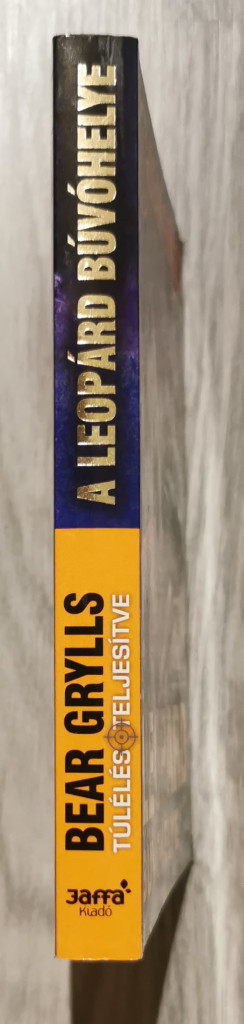 BEAR GRYLLS
TÚLÉLÉS TELJESÍTVE
A LEOPÁRD BÚVÓHELYE
Jaffa
Kiadó